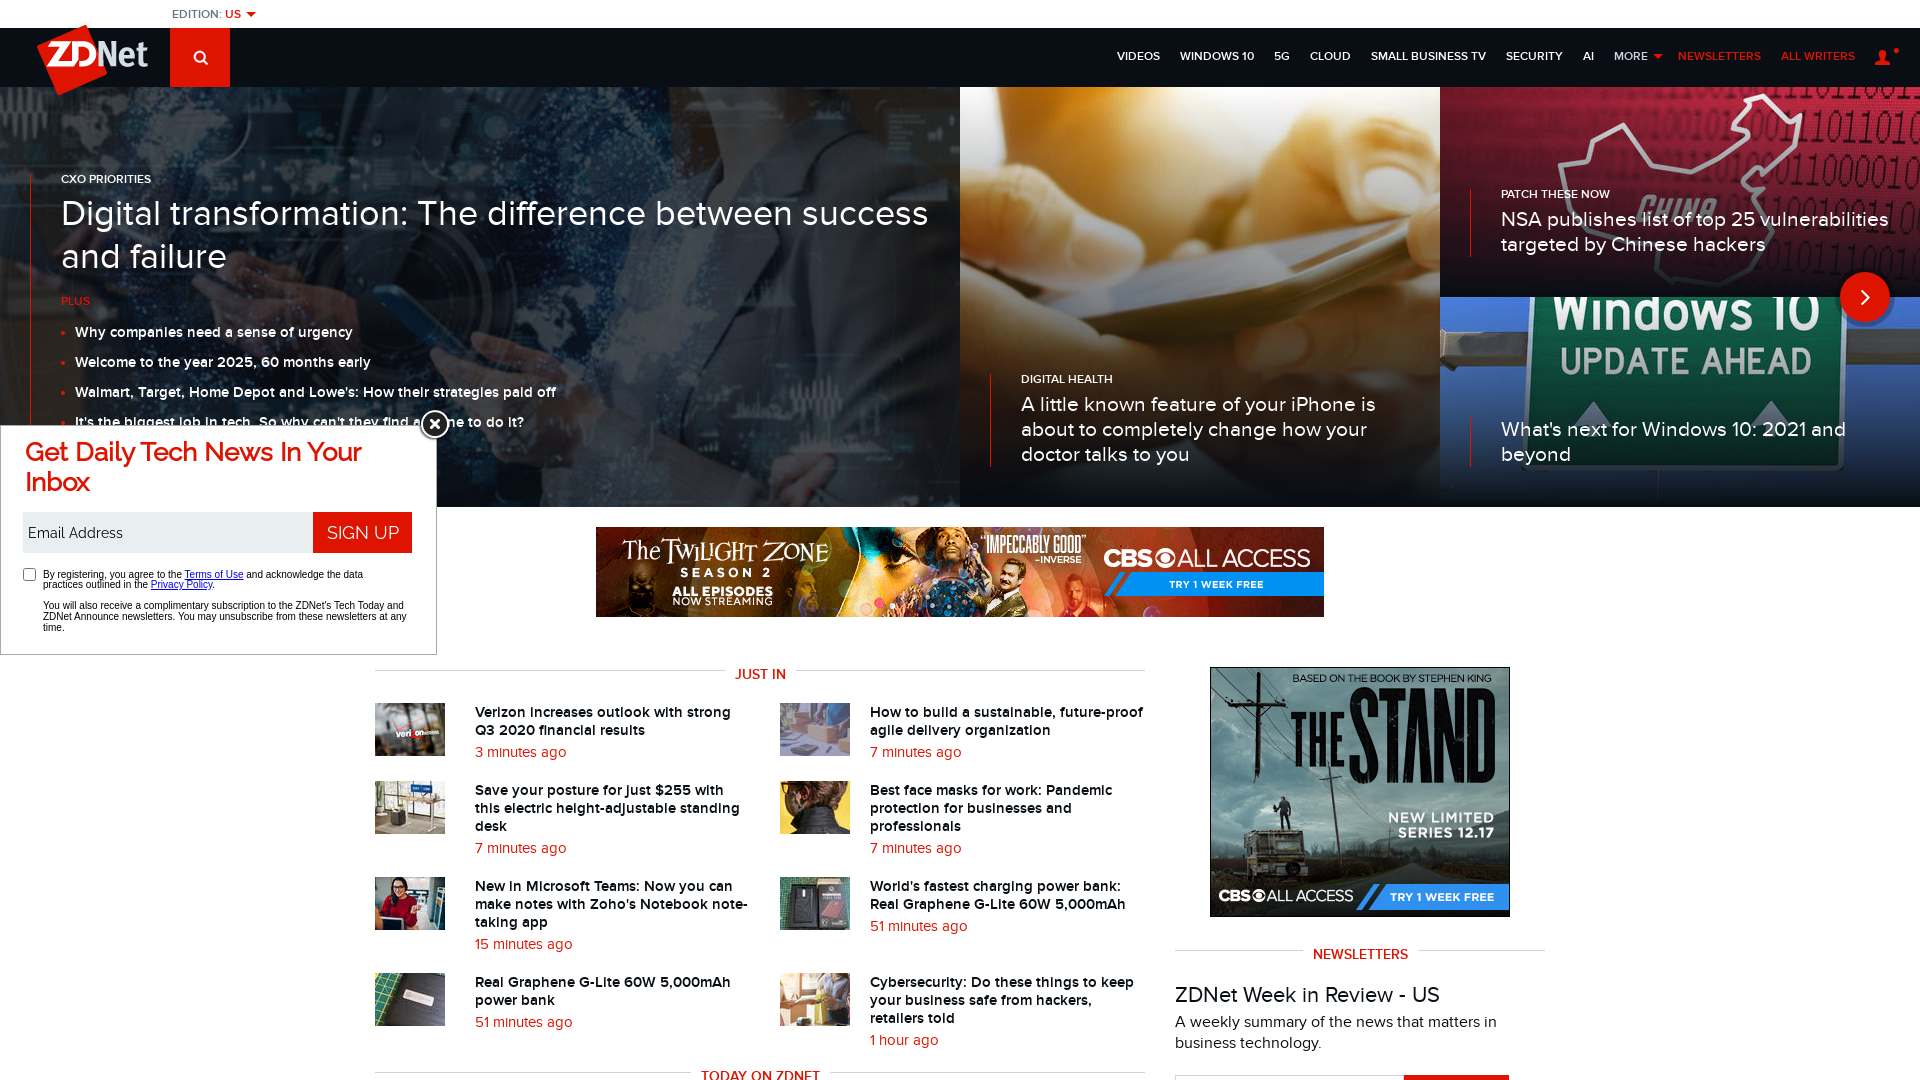 EDITION: US
ZDNet
VIDEOS WINDOWS 10 5G CLOUD SMALL BUSINESS TV SECURITY AI MORE NEWSLETTERS ALL WRITERS
CXO PRIORITIES
Digital transformation: The difference between success
and failure
PLUS
Why companies need a sense of urgency
Welcome to the year 2025, 60 months early
Walmart, Target, Home Depot and Lowe's: How their strategies paid off
It's the biggest job in tech. So why can't they find a ne to do it?
DIGITAL HEALTH
A little known feature of your iPhone is
about to completely change how your
doctor talks to you
CHINA
PATCH THESE NOW
NSA publishes list of top 25 vulnerabilities
targeted by Chinese hackers
Windows 10
UPDATE AHEAD
What's next for Windows 10: 2021 and
beyond
Get Daily Tech News In Your
Inbox
Email Address
SIGN UP
By registering, you agree to the Terms of Use and acknowledge the data
practices outlined in the Privacy Policy.
You will also receive a complimentary subscription to the ZDNet's Tech Today and
ZDNet Announce newsletters. You may unsubscribe from these newsletters at any
time.
The TWILIGHT ZONE
SEASON 2
ALL EPISODES
NOW STREAMING
"IMPECCABLY GOOD"
-INVERSE
CBS ALL ACCESS
TRY 1 WEEK FREE
JUST IN
verizon
Verizon increases outlook with strong
Q3 2020 financial results
3 minutes ago
How to build a sustainable, future-proof
agile delivery organization
7 minutes ago
Save your posture for just $255 with
this electric height-adjustable standing
desk
7 minutes ago
Best face masks for work: Pandemic
protection for businesses and
professionals
7 minutes ago
New in Microsoft Teams: Now you can
make notes with Zoho's Notebook note-
taking app
15 minutes ago
World's fastest charging power bank:
Real Graphene G-Lite 60W 5,000mAh
51 minutes ago
Real Graphene G-Lite 60W 5,000mAh
power bank
51 minutes ago
Cybersecurity: Do these things to keep
your business safe from hackers,
retailers told
1 hour ago
TODAY ON ZDNET
BASED ON THE BOOK BY STEPHEN KING
THE STAND
NEW LIMITED
SERIES 12.17
CBS ALL ACCESS
TRY 1 WEEK FREE
NEWSLETTERS
ZDNet Week in Review - US
A weekly summary of the news that matters in
business technology.